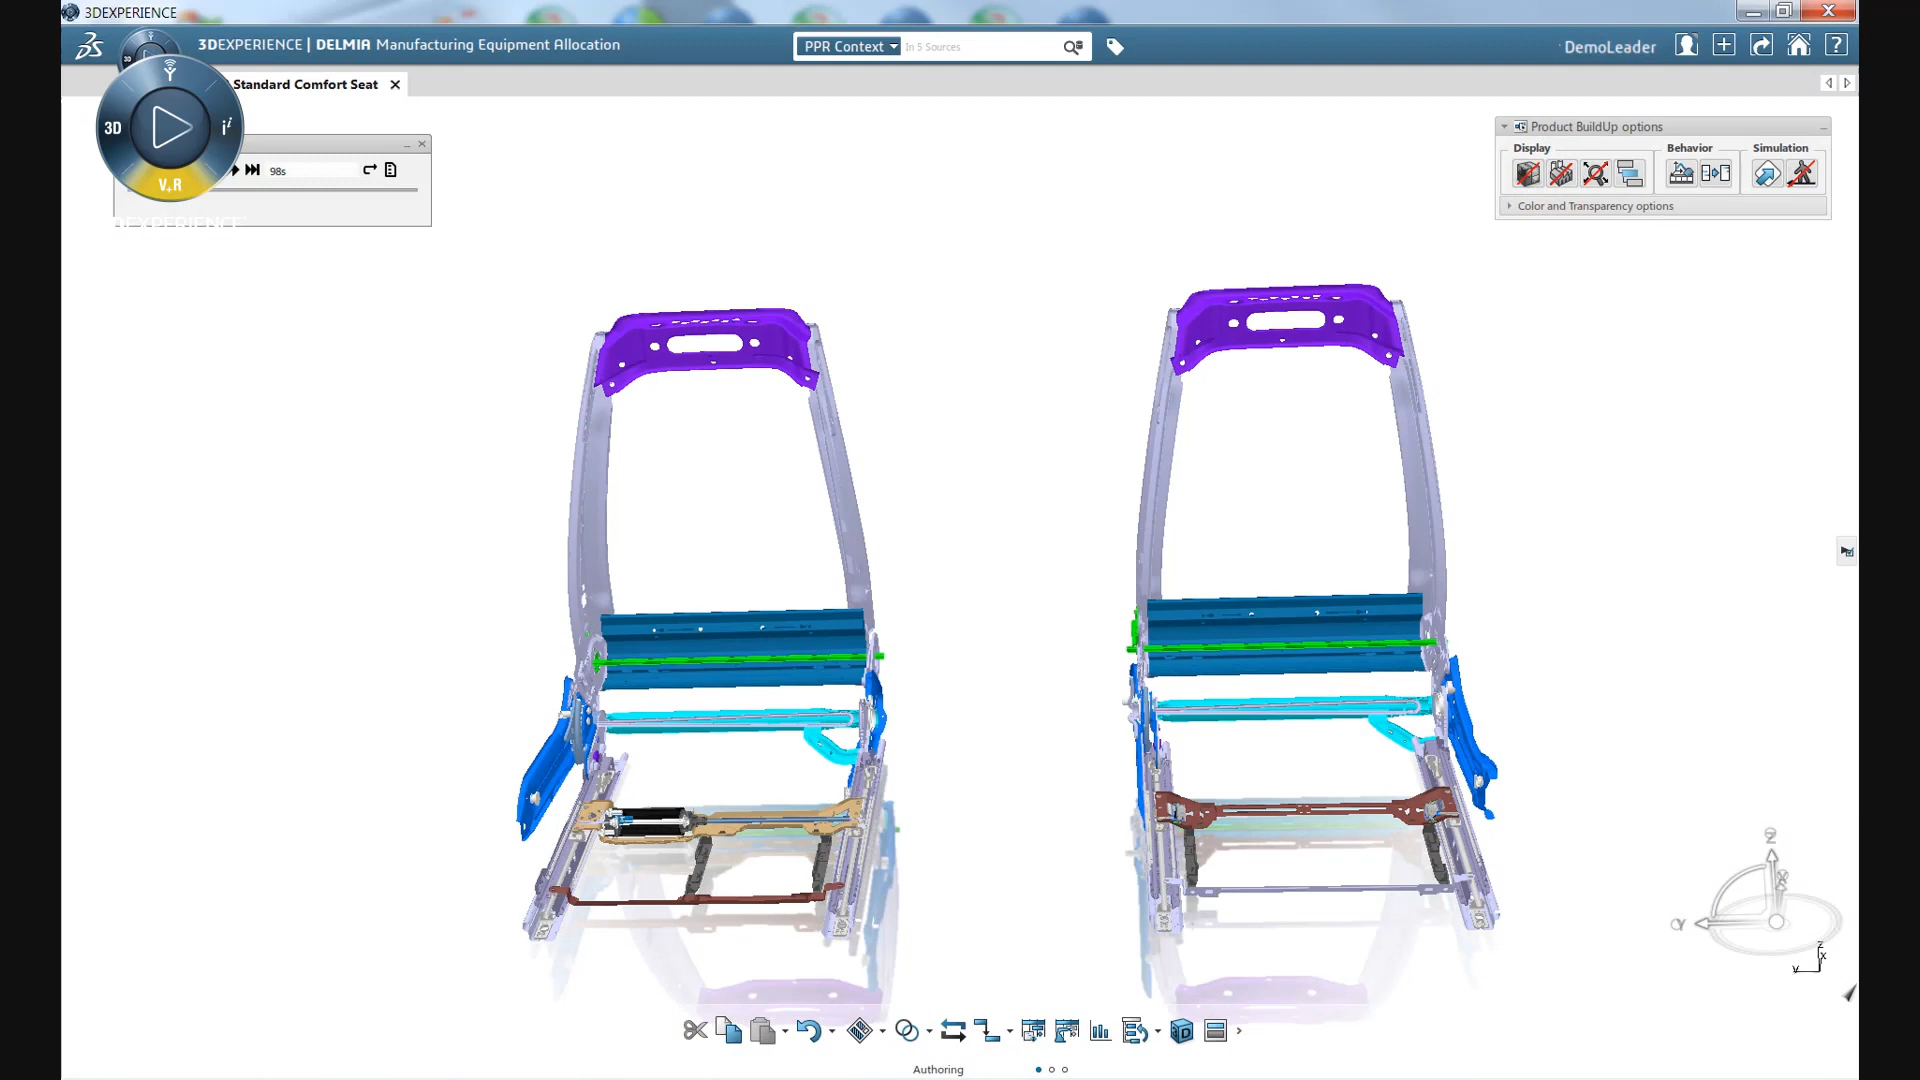 3DEXPERIENCE
3DEXPERIENCE | DELMIA Manufacturing Equipment Allocation
PPR Context
In 5 Sources
DemoLeader
?
Standard Comfort Seat
3D
V.R
98s
3DEXPERIENCE
Product BuildUp options
Display
Behavior
Simulation
Color and Transparency options
Z
X
Y
z
x
y
Authoring